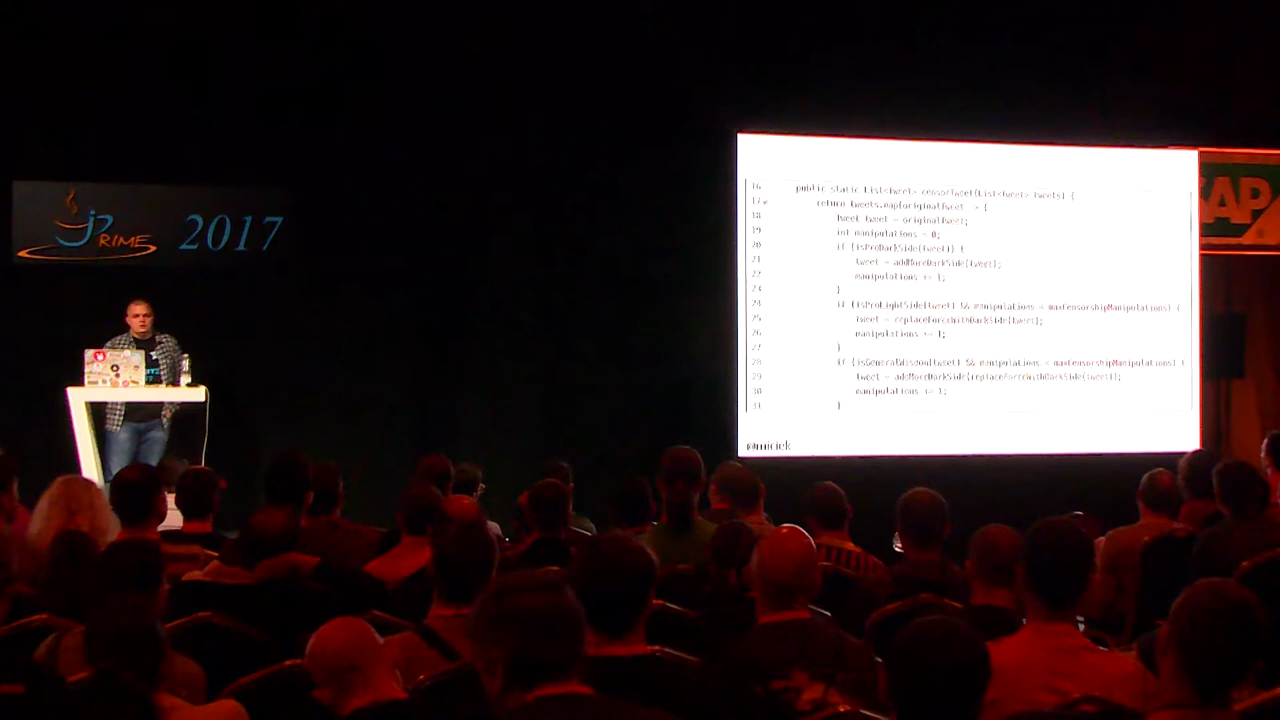 jPRIME 2017
SAP
16 public static List<Tweet> censorTweet(List<Tweet> tweets) {
17 return tweets.map(originalTweet -> {
18 Tweet tweet = originalTweet;
19 int manipulations = 0;
20 if (isProDarkSide(tweet)) {
21 tweet = addMoreDarkSide(tweet);
22 manipulations += 1;
23 }
24 if (isProLightSide(tweet) && manipulations < maxCensorshipManipulations) {
25 tweet = replaceForceWithDarkSide(tweet);
26 manipulations += 1;
27 }
28 if (isGeneralWisdom(tweet) && manipulations < maxCensorshipManipulations) {
29 tweet = addMoreDarkSide(replaceForceWithDarkSide(tweet));
30 manipulations += 1;
31 }
@miciek